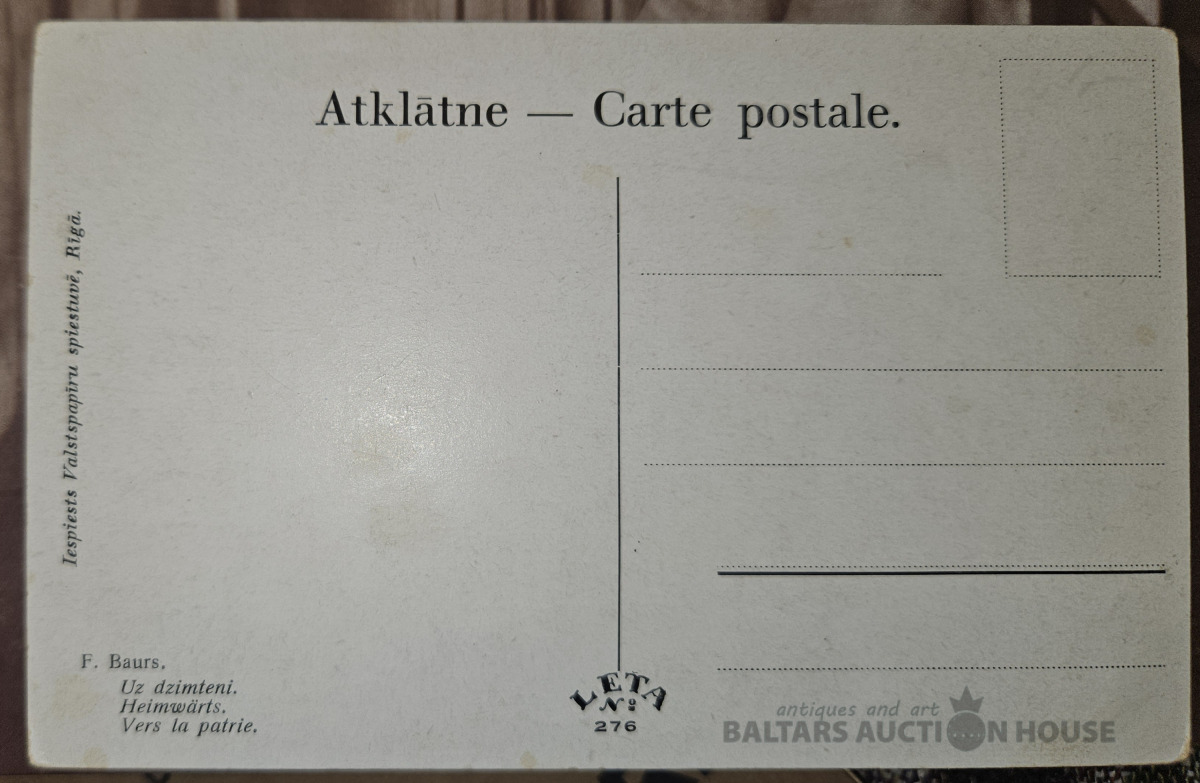 Atklātne — Carte postale.
Iespiests Valstspapīru spiestuvē, Rīgā.
F. Baurs.
Uz dzimteni.
Heimwärts.
Vers la patrie.
LETA
№
276
antiques and art
BALTARS AUCTION HOUSE